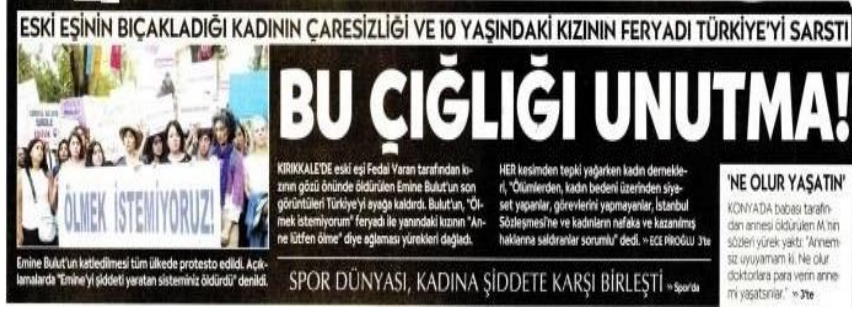 ESKİ EŞİNİN BIÇAKLADIĞI KADININ ÇARESİZLİĞİ VE 10 YAŞINDAKİ KIZININ FERYADI TÜRKİYE'Yİ SARSTI
BU ÇIĞLIĞI UNUTMA!
ÖLMEK İSTEMİYORUZ!
Emine Bulut'un katledilmesi tüm ülkede protesto edildi. Açık-
lamalarda "Emine'yi şiddeti yaratan sisteminiz öldürdü" denildi.
KIRIKKALE'DE eski eşi Fedai Varan tarafından kı-
zının gözü önünde öldürülen Emine Bulut'un son
görüntüleri Türkiye'yi ayağa kaldırdı. Bulut'un, "Öl-
mek istemiyorum" feryadı ile yanındaki kızının "An-
ne lütfen ölme" diye ağlaması yürekleri dağladı.
HER kesimden tepki yağarken kadın dernekle-
ri, "Ölümlerden, kadın bedeni üzerinden siya-
set yapanlar, görevlerini yapmayanlar, İstanbul
Sözleşmesi'ne ve kadınların nafaka ve kazanılmış
haklarına saldıranlar sorumlu" dedi. » ECE PİROĞLU 3'te
SPOR DÜNYASI, KADINA ŞİDDETE KARŞI BİRLEŞTİ » Spor'da
'NE OLUR YAŞATIN'
KONYA'DA babası tarafın-
dan annesi öldürülen M.'nin
sözleri yürek yaktı: "Annem-
siz uyuyamam ki. Ne olur
doktorlara para verin anne-
mi yaşatsınlar." » 3'te